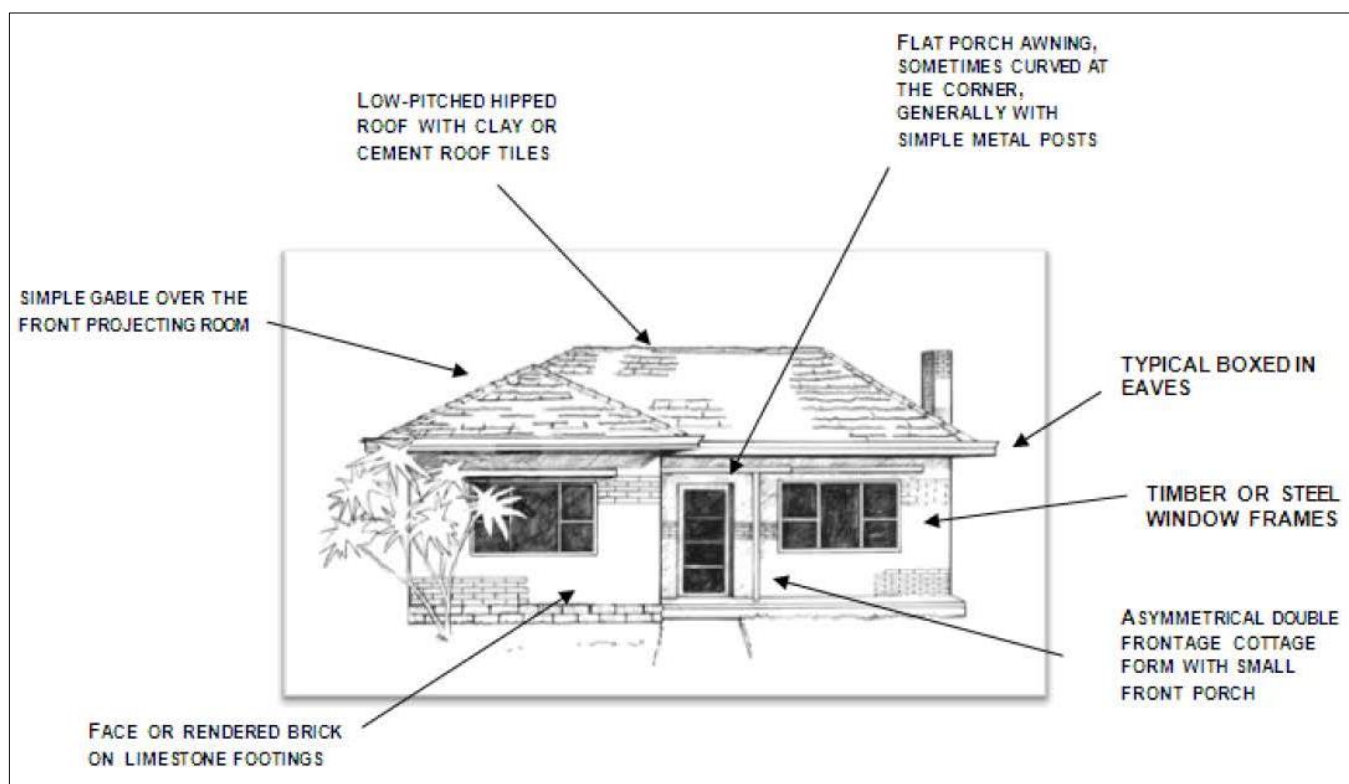 FLAT PORCH AWNING,
SOMETIMES CURVED AT
THE CORNER,
GENERALLY WITH
SIMPLE METAL POSTS
LOW-PITCHED HIPPED
ROOF WITH CLAY OR
CEMENT ROOF TILES
SIMPLE GABLE OVER THE
FRONT PROJECTING ROOM
TYPICAL BOXED IN
EAVES
TIMBER OR STEEL
WINDOW FRAMES
ASYMMETRICAL DOUBLE
FRONTAGE COTTAGE
FORM WITH SMALL
FRONT PORCH
FACE OR RENDERED BRICK
ON LIMESTONE FOOTINGS